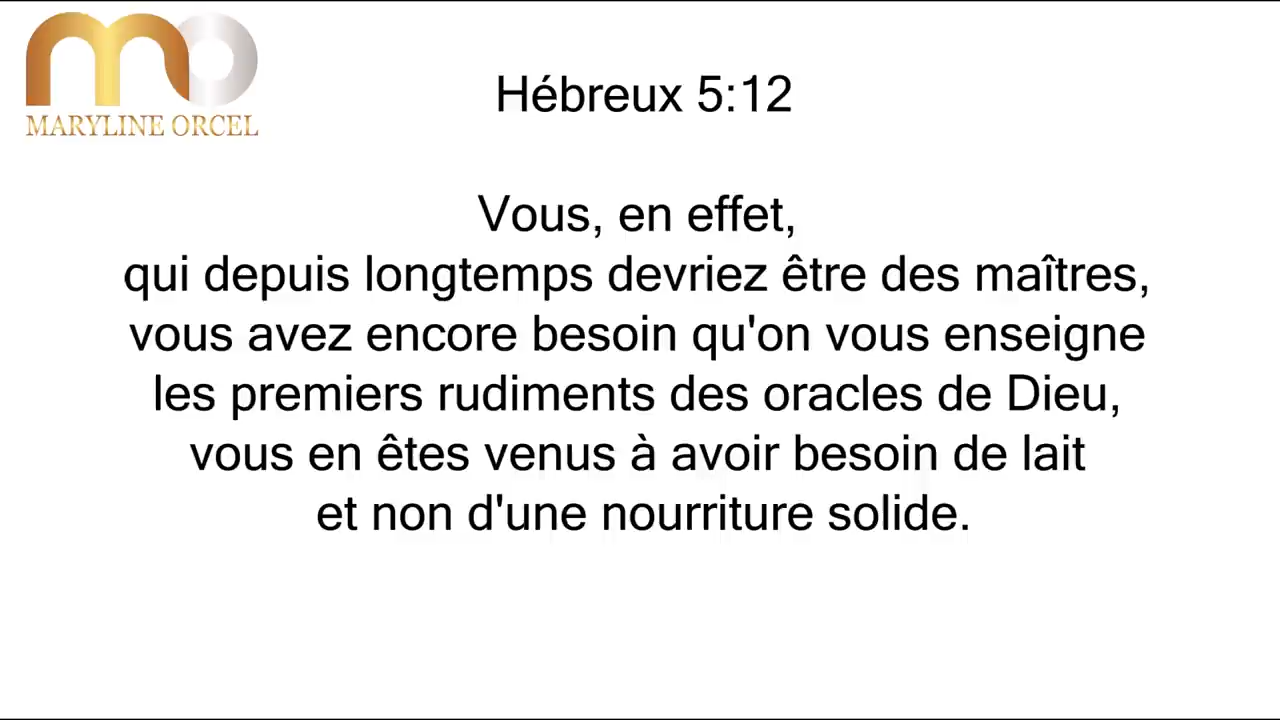 mo
MARYLINE ORCEL
Hébreux 5:12
Vous, en effet,
qui depuis longtemps devriez être des maîtres,
vous avez encore besoin qu'on vous enseigne
les premiers rudiments des oracles de Dieu,
vous en êtes venus à avoir besoin de lait
et non d'une nourriture solide.